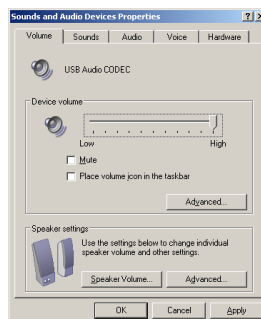 Sounds and Audio Devices Properties
Volume Sounds Audio Voice Hardware
USB Audio CODEC
Device volume
Low High
Mute
Place volume icon in the taskbar
Advanced...
Speaker settings
Use the settings below to change individual
speaker volume and other settings.
Speaker Volume... Advanced...
OK Cancel Apply